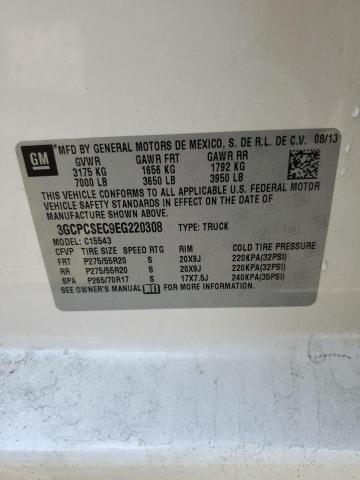 GM
MFD BY GENERAL MOTORS DE MEXICO, S. DE R.L. DE C.V. 08/13
GVWR GAWR FRT GAWR RR
3175 KG 1656 KG 1792 KG
7000 LB 3650 LB 3950 LB
THIS VEHICLE CONFORMS TO ALL APPLICABLE U.S. FEDERAL MOTOR
VEHICLE SAFETY STANDARDS IN EFFECT ON THE DATE OF
MANUFACTURE SHOWN ABOVE.
3GCPCSEC9EG220308 TYPE: TRUCK
MODEL: C15543
CFVP TIRE SIZE SPEED RTG RIM COLD TIRE PRESSURE
FRT P275/55R20 S 20X9J 220KPA(32PSI)
RR P275/55R20 S 20X9J 220KPA(32PSI)
SPA P265/70R17 S 17X7.5J 240KPA(35PSI)
SEE OWNER'S MANUAL FOR MORE INFORMATION.